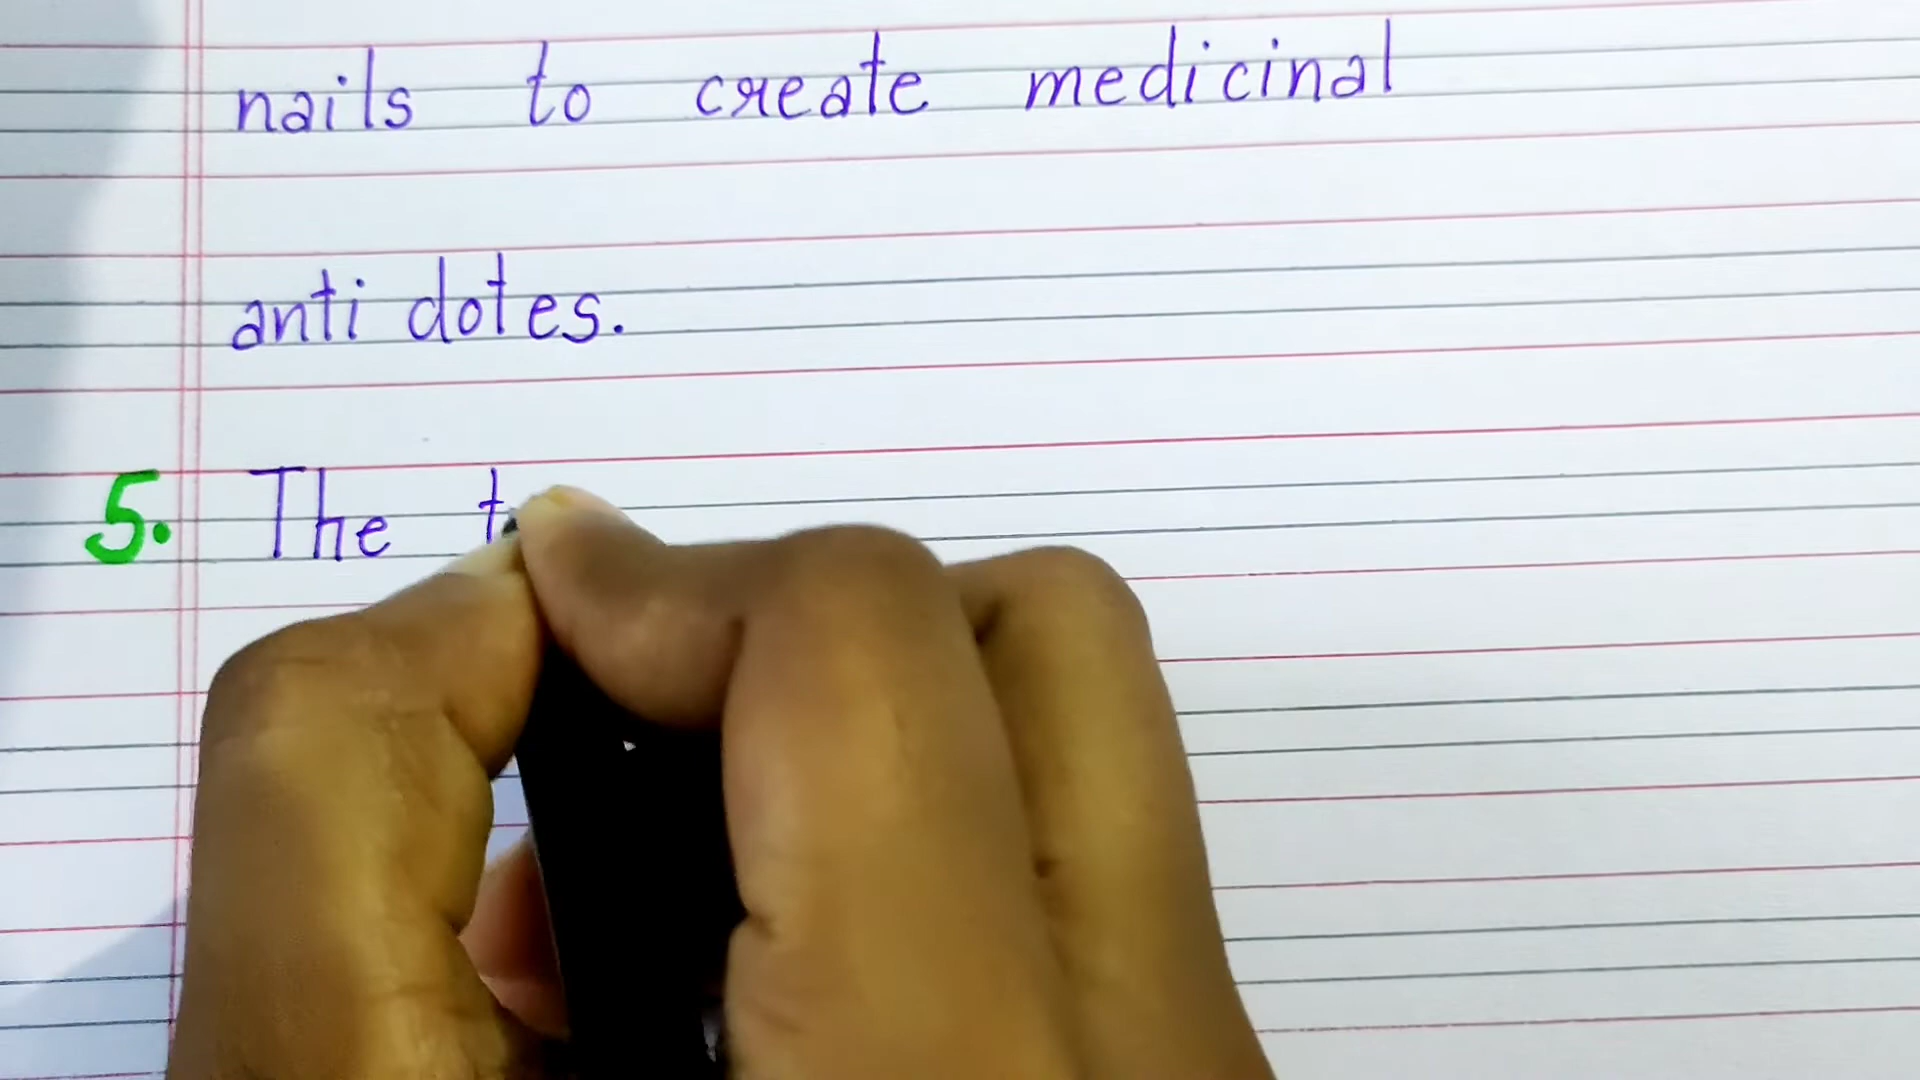 nails to create medicinal
anti dotes.
5. The t